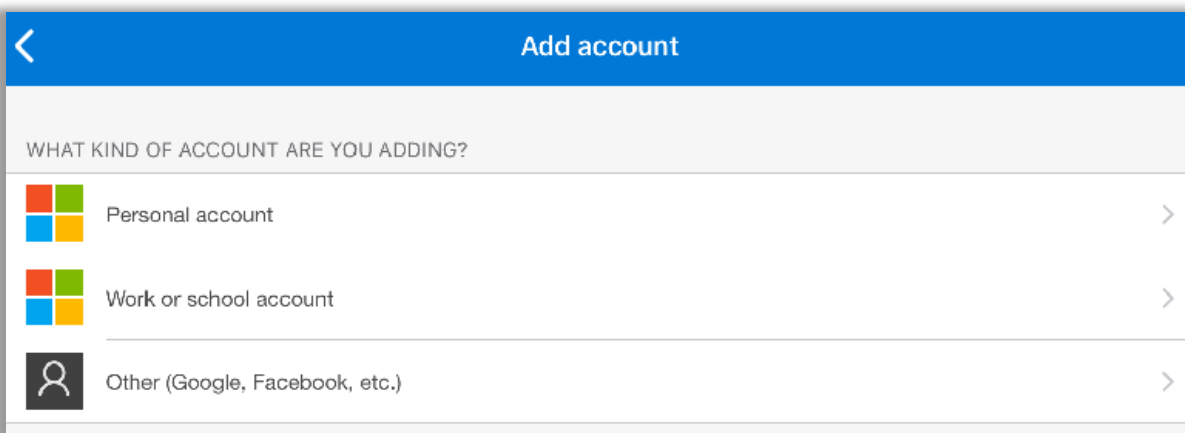 Add account
WHAT KIND OF ACCOUNT ARE YOU ADDING?
Personal account
Work or school account
Other (Google, Facebook, etc.)